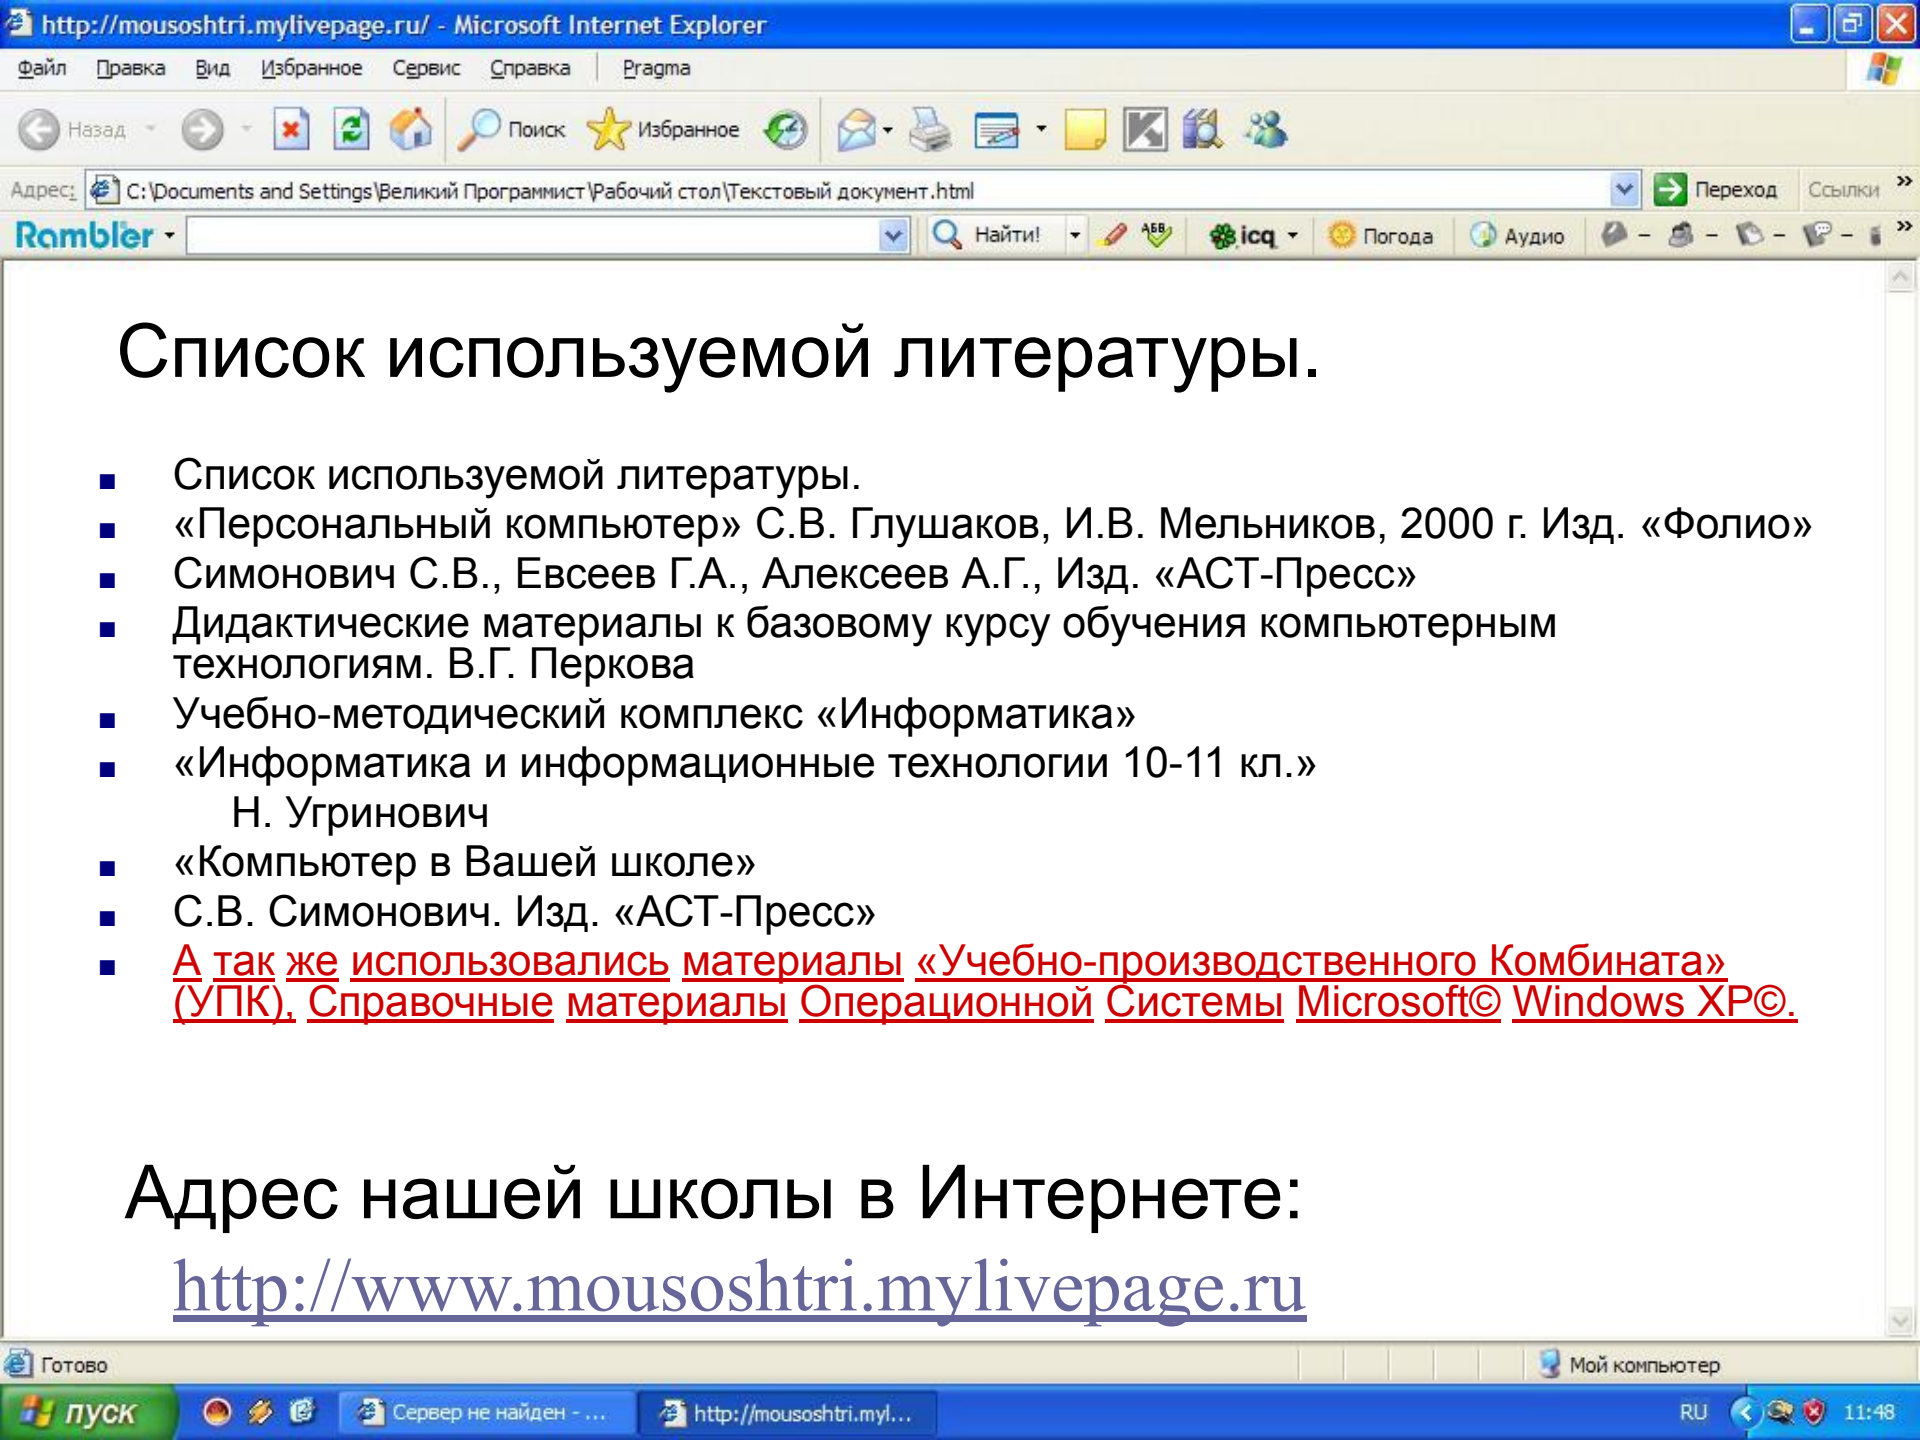 http://mousoshtri.mylivepage.ru/ - Microsoft Internet Explorer
Файл Правка Вид Избранное Сервис Справка Pragma
Назад Поиск Избранное
Адрес: C:\Documents and Settings\Великий Программист\Рабочий стол\Текстовый документ.html Переход Ссылки »
Rambler Найти! АБВ icq Погода Аудио »
Список используемой литературы.
Список используемой литературы.
«Персональный компьютер» С.В. Глушаков, И.В. Мельников, 2000 г. Изд. «Фолио»
Симонович С.В., Евсеев Г.А., Алексеев А.Г., Изд. «АСТ-Пресс»
Дидактические материалы к базовому курсу обучения компьютерным
технологиям. В.Г. Перкова
Учебно-методический комплекс «Информатика»
«Информатика и информационные технологии 10-11 кл.»
Н. Угринович
«Компьютер в Вашей школе»
С.В. Симонович. Изд. «АСТ-Пресс»
А так же использовались материалы «Учебно-производственного Комбината»
(УПК), Справочные материалы Операционной Системы Microsoft© Windows XP©.
Адрес нашей школы в Интернете:
http://www.mousoshtri.mylivepage.ru
Готово Мой компьютер
пуск Сервер не найден - ... http://mousoshtri.myl... RU 11:48